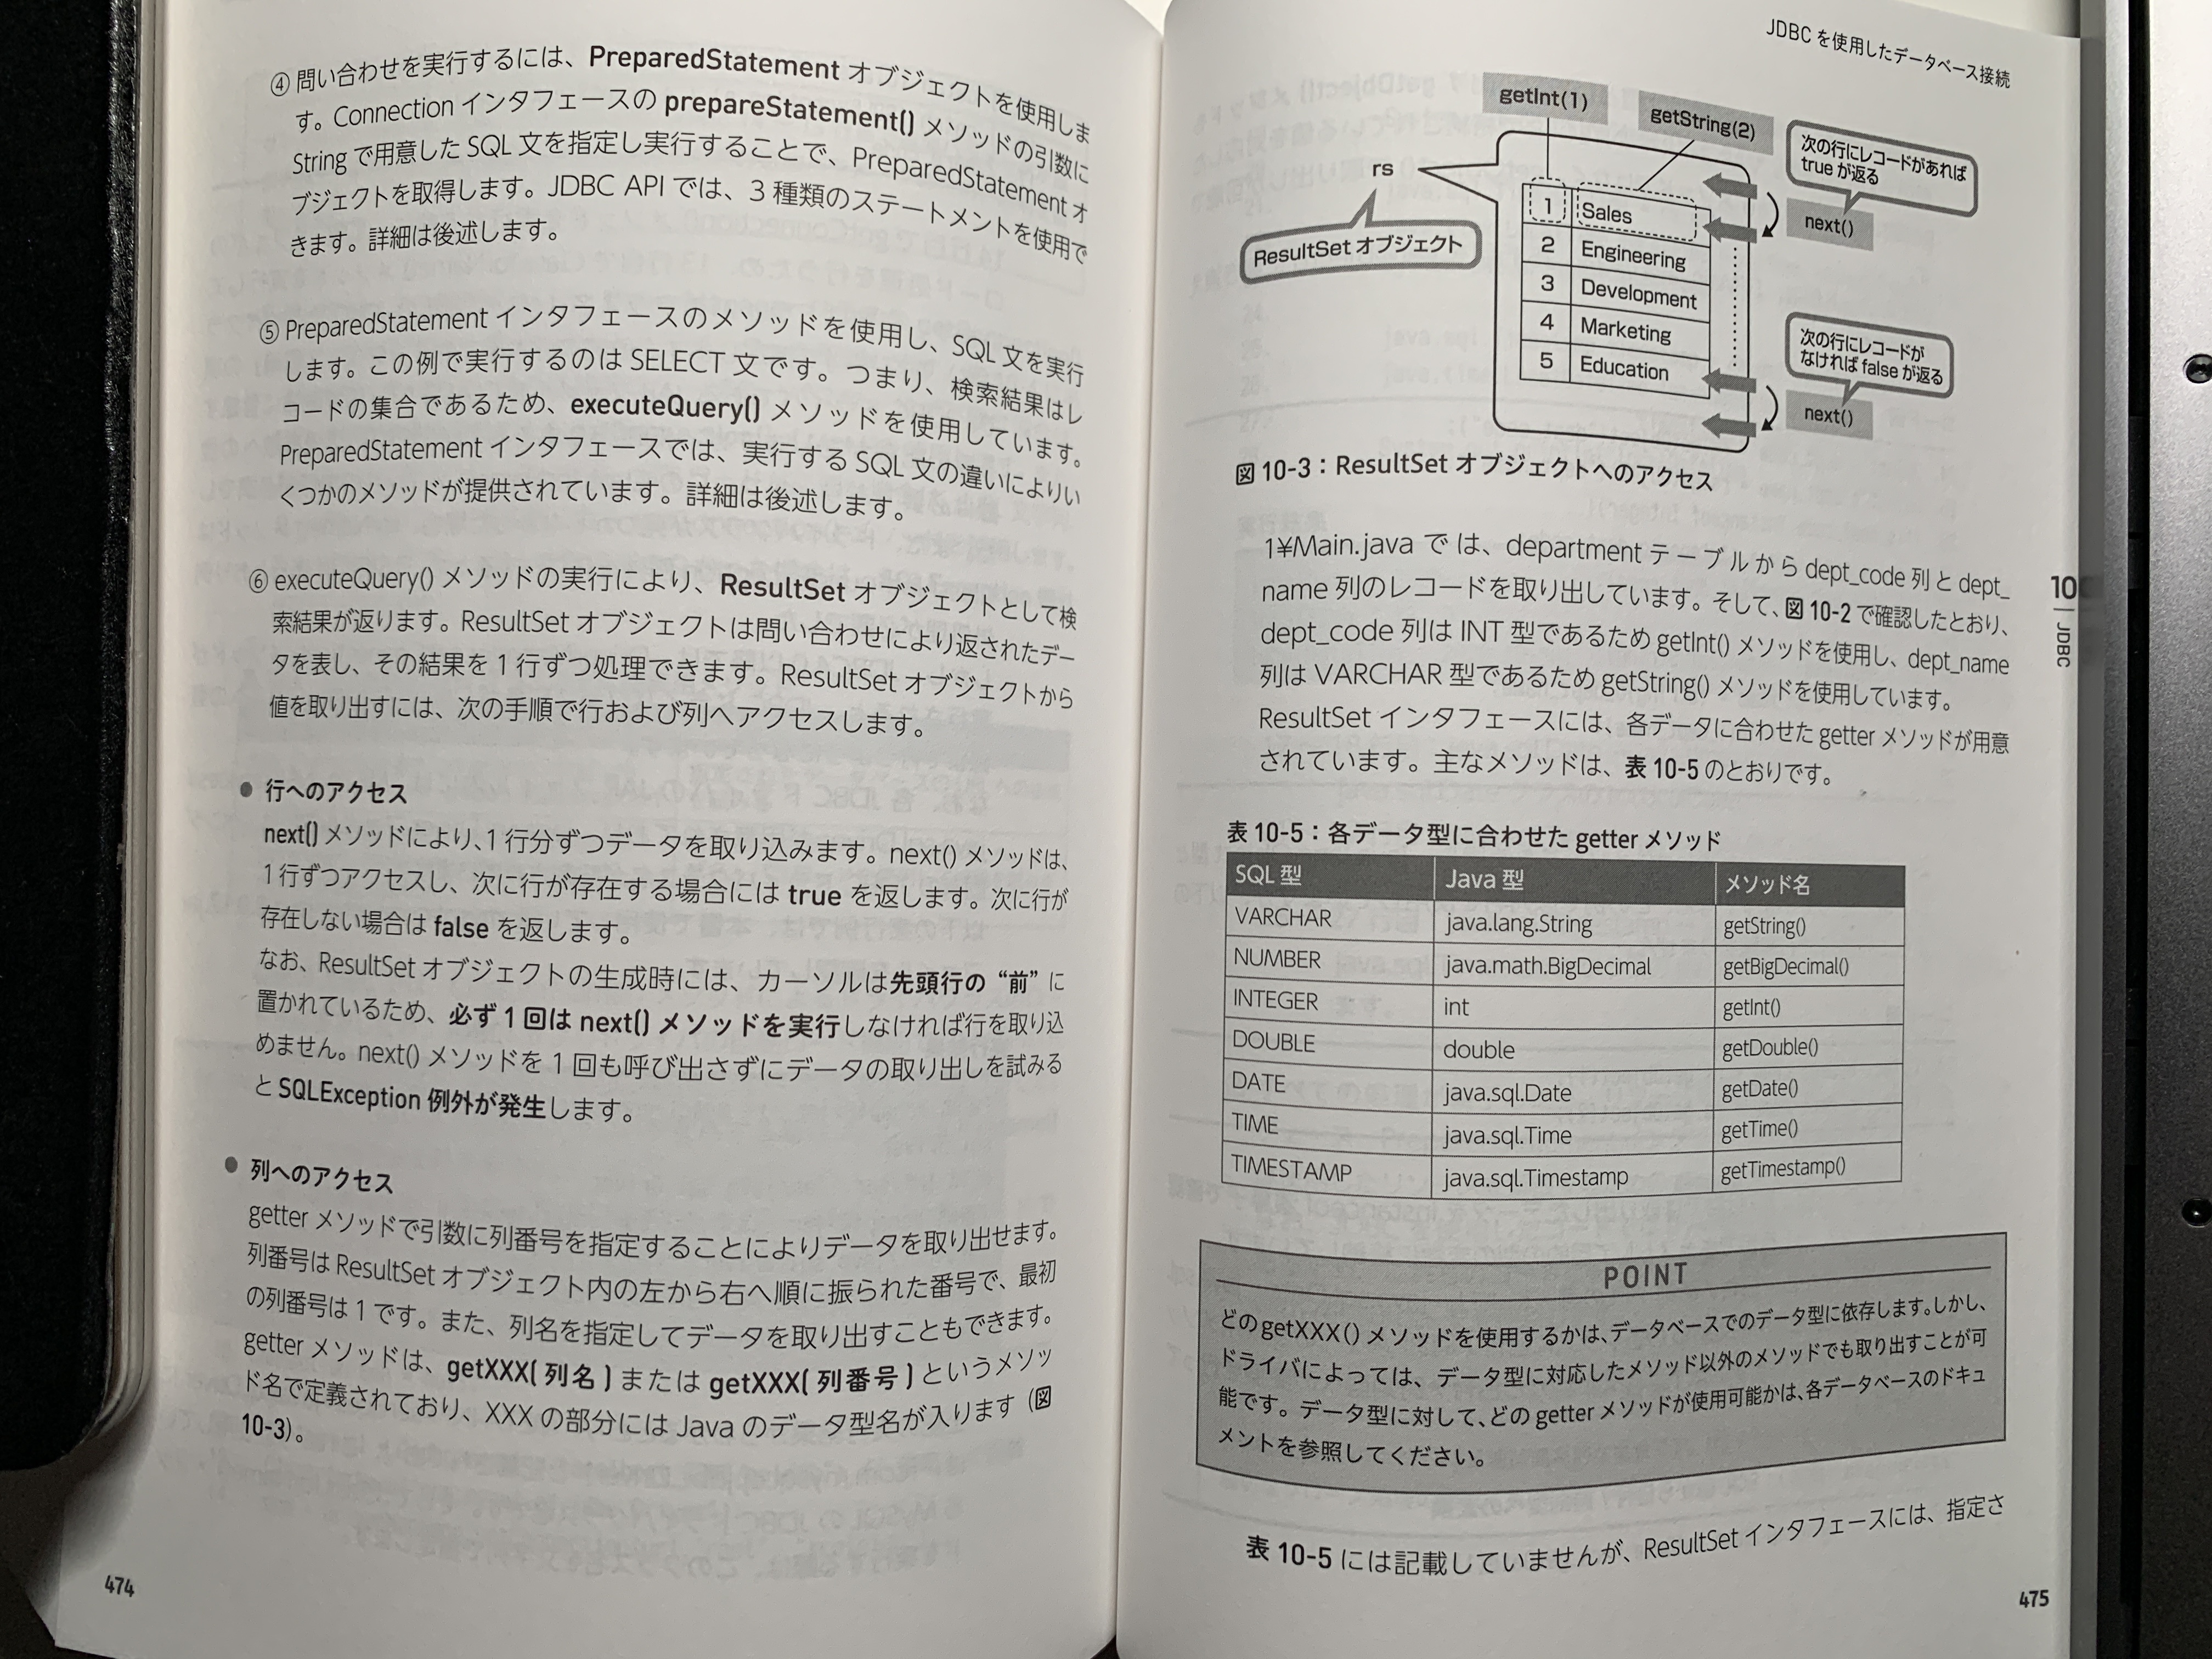 ④ 問い合わせを実行するには、PreparedStatement オブジェクトを使用しま
す。Connection インタフェースの prepareStatement() メソッドの引数に
String で用意した SQL 文を指定し実行することで、PreparedStatement オ
ブジェクトを取得します。JDBC API では、3 種類のステートメントを使用で
きます。詳細は後述します。
⑤ PreparedStatement インタフェースのメソッドを使用し、SQL 文を実行
します。この例で実行するのは SELECT 文です。つまり、検索結果はレ
コードの集合であるため、executeQuery() メソッドを使用しています。
PreparedStatement インタフェースでは、実行する SQL 文の違いによりい
くつかのメソッドが提供されています。詳細は後述します。
⑥ executeQuery() メソッドの実行により、ResultSet オブジェクトとして検
索結果が返ります。ResultSet オブジェクトは問い合わせにより返されたデー
タを表し、その結果を 1 行ずつ処理できます。ResultSet オブジェクトから
値を取り出すには、次の手順で行および列へアクセスします。
● 行へのアクセス
next() メソッドにより、1 行分ずつデータを取り込みます。next() メソッドは、
1 行ずつアクセスし、次に行が存在する場合には true を返します。次に行が
存在しない場合は false を返します。
なお、ResultSet オブジェクトの生成時には、カーソルは先頭行の “前” に
置かれているため、必ず 1 回は next() メソッドを実行しなければ行を取り込
めません。next() メソッドを 1 回も呼び出さずにデータの取り出しを試みる
と SQLException 例外が発生します。
● 列へのアクセス
getter メソッドで引数に列番号を指定することによりデータを取り出せます。
列番号は ResultSet オブジェクト内の左から右へ順に振られた番号で、最初
の列番号は 1 です。また、列名を指定してデータを取り出すこともできます。
getter メソッドは、getXXX( 列名 ) または getXXX( 列番号 ) というメソッ
ド名で定義されており、XXX の部分には Java のデータ型名が入ります (図
10-3)。
474
JDBC を使用したデータベース接続
getInt(1)
getString(2)
次の行にレコードがあれば
true が返る
rs
next()
ResultSet オブジェクト
1 Sales
2 Engineering
3 Development
4 Marketing
5 Education
次の行にレコードが
なければ false が返る
next()
図 10-3：ResultSet オブジェクトへのアクセス
1¥Main.java では、department テーブルから dept_code 列と dept_
name 列のレコードを取り出しています。そして、図 10-2 で確認したとおり、
dept_code 列は INT 型であるため getInt() メソッドを使用し、dept_name
列は VARCHAR 型であるため getString() メソッドを使用しています。
ResultSet インタフェースには、各データに合わせた getter メソッドが用意
されています。主なメソッドは、表 10-5 のとおりです。
10
JDBC
表 10-5：各データ型に合わせた getter メソッド
SQL 型 Java 型 メソッド名
VARCHAR java.lang.String getString()
NUMBER java.math.BigDecimal getBigDecimal()
INTEGER int getInt()
DOUBLE double getDouble()
DATE java.sql.Date getDate()
TIME java.sql.Time getTime()
TIMESTAMP java.sql.Timestamp getTimestamp()
POINT
どの getXXX() メソッドを使用するかは、データベースでのデータ型に依存します。しかし、
ドライバによっては、データ型に対応したメソッド以外のメソッドでも取り出すことが可
能です。データ型に対して、どの getter メソッドが使用可能かは、各データベースのドキュ
メントを参照してください。
表 10-5 には記載していませんが、ResultSet インタフェースには、指定さ
475